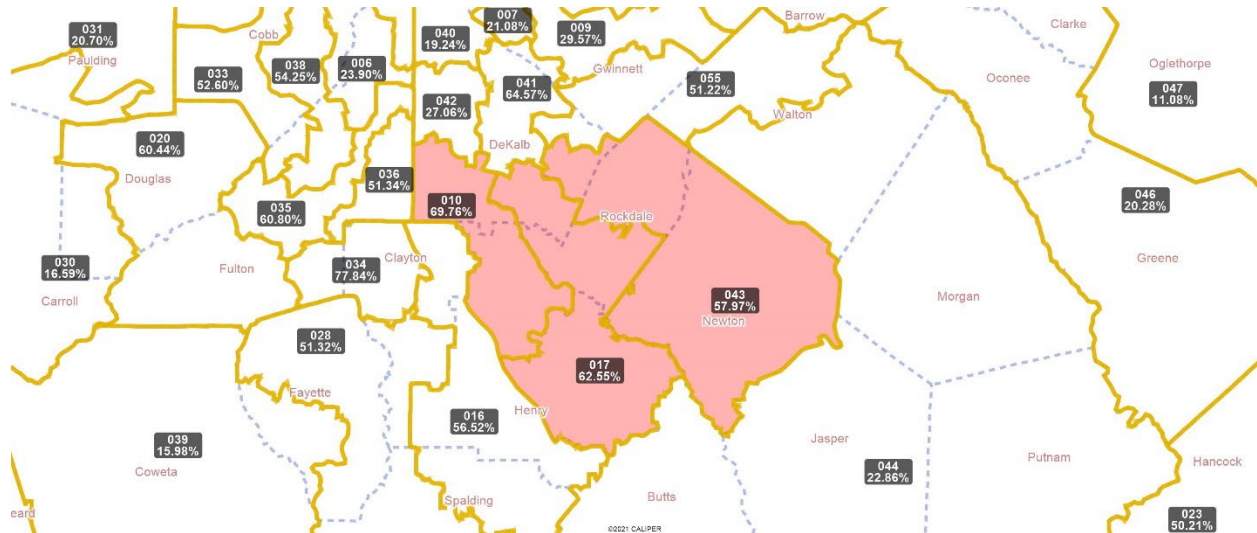 007
21.08%
009
29.57%
Barrow
Clarke
031
20.70%
Paulding
Cobb
040
19.24%
033
52.60%
038
54.25%
006
23.90%
041
64.57%
Gwinnett
055
51.22%
Oconee
Oglethorpe
047
11.08%
042
27.06%
Walton
020
60.44%
Douglas
DeKalb
036
51.34%
010
69.76%
046
20.28%
035
60.80%
Rockdale
030
16.59%
Carroll
Fulton
034
77.84%
Clayton
Greene
043
57.97%
Newton
Morgan
028
51.32%
Fayette
017
62.55%
016
56.52%
Henry
039
15.98%
Coweta
Jasper
044
22.86%
Putnam
Hancock
Spalding
Butts
eard
023
50.21%
©2021 CALIPER